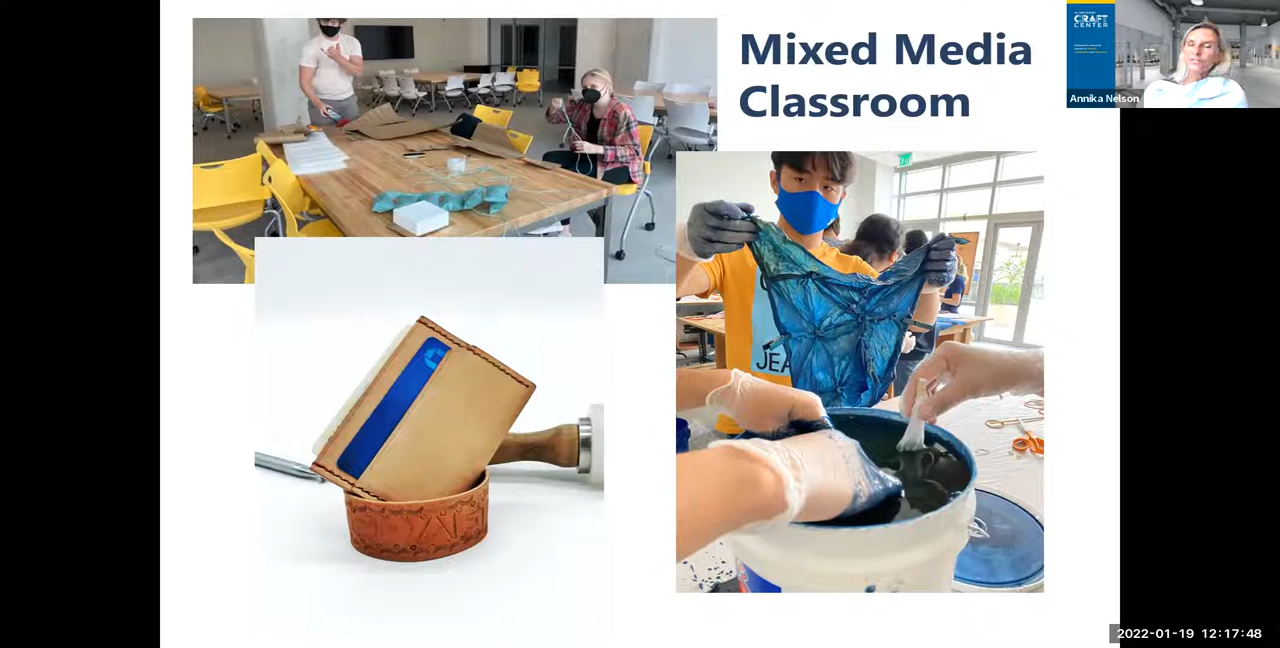 Mixed Media
Classroom
CRAFT
CENTER
Annika Nelson
JEA
2022-01-19 12:17:48